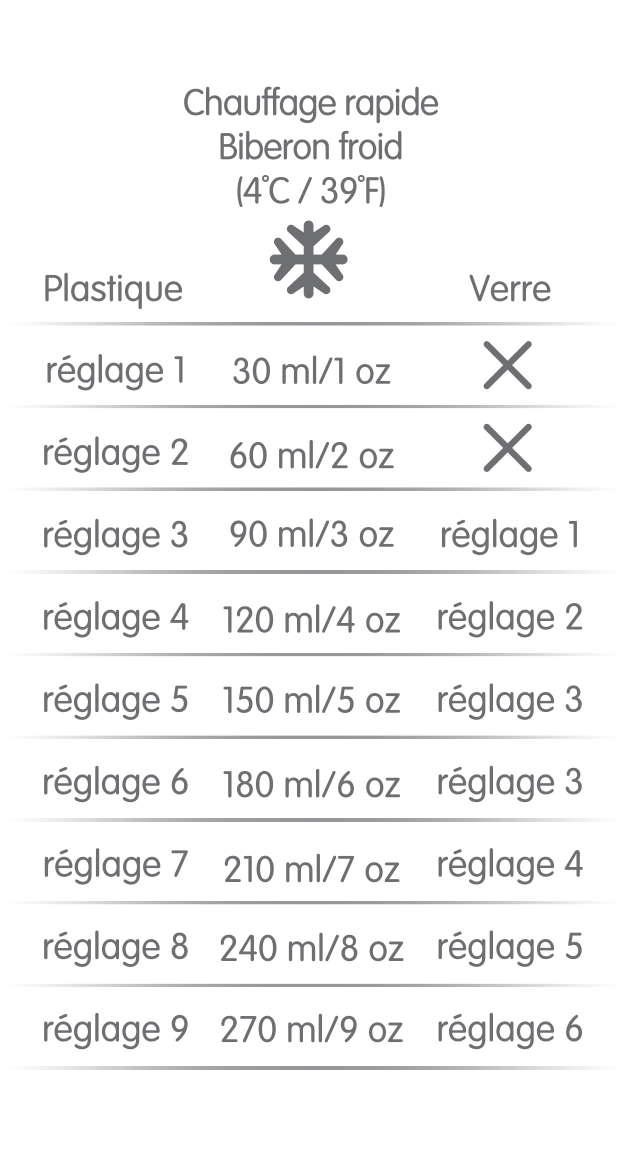 Chauffage rapide
Biberon froid
(4°C / 39°F)
Plastique Verre
réglage 1 30 ml/1 oz
réglage 2 60 ml/2 oz
réglage 3 90 ml/3 oz réglage 1
réglage 4 120 ml/4 oz réglage 2
réglage 5 150 ml/5 oz réglage 3
réglage 6 180 ml/6 oz réglage 3
réglage 7 210 ml/7 oz réglage 4
réglage 8 240 ml/8 oz réglage 5
réglage 9 270 ml/9 oz réglage 6